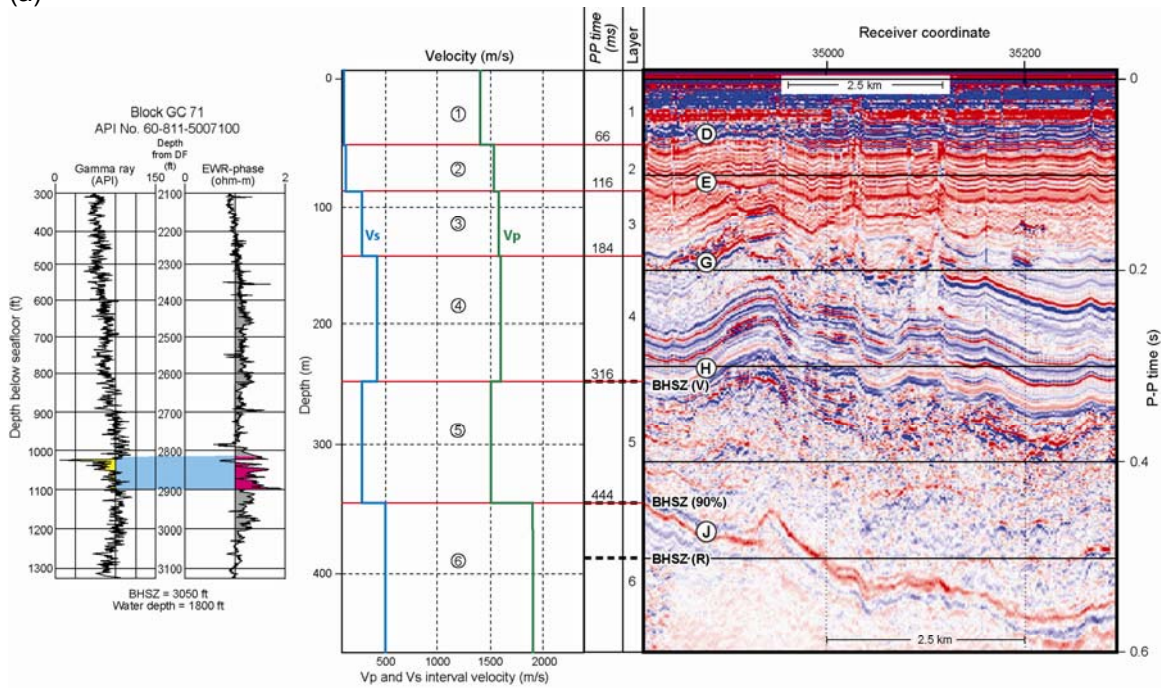 (a)
Block GC 71
API No. 60-811-5007100
Gamma ray
(API)
0 150
Depth
from DF
(ft)
EWR-phase
(ohm-m)
0 2
Depth below seafloor (ft)
300
400
500
600
700
800
900
1000
1100
1200
1300
2100
2200
2300
2400
2500
2600
2700
2800
2900
3000
3100
BHSZ = 3050 ft
Water depth = 1800 ft
Velocity (m/s)
Depth (m)
0
100
200
300
400
1
2
3
4
5
6
Vs
Vp
500 1000 1500 2000
Vp and Vs interval velocity (m/s)
PP time
(ms)
66
116
184
316
444
Layer
1
2
3
4
5
6
Receiver coordinate
35000 35200
2.5 km
D
E
G
H
BHSZ (V)
BHSZ (90%)
J
BHSZ (R)
2.5 km
0
0.2
0.4
0.6
P-P time (s)